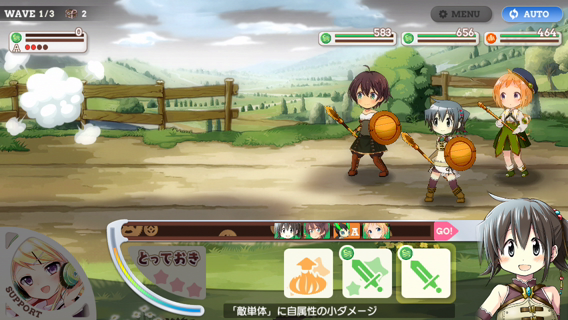 WAVE 1/3 2
MENU
AUTO
0
A
583
656
464
A
GO!
とっておき
SUPPORT
「敵単体」に自属性の小ダメージ